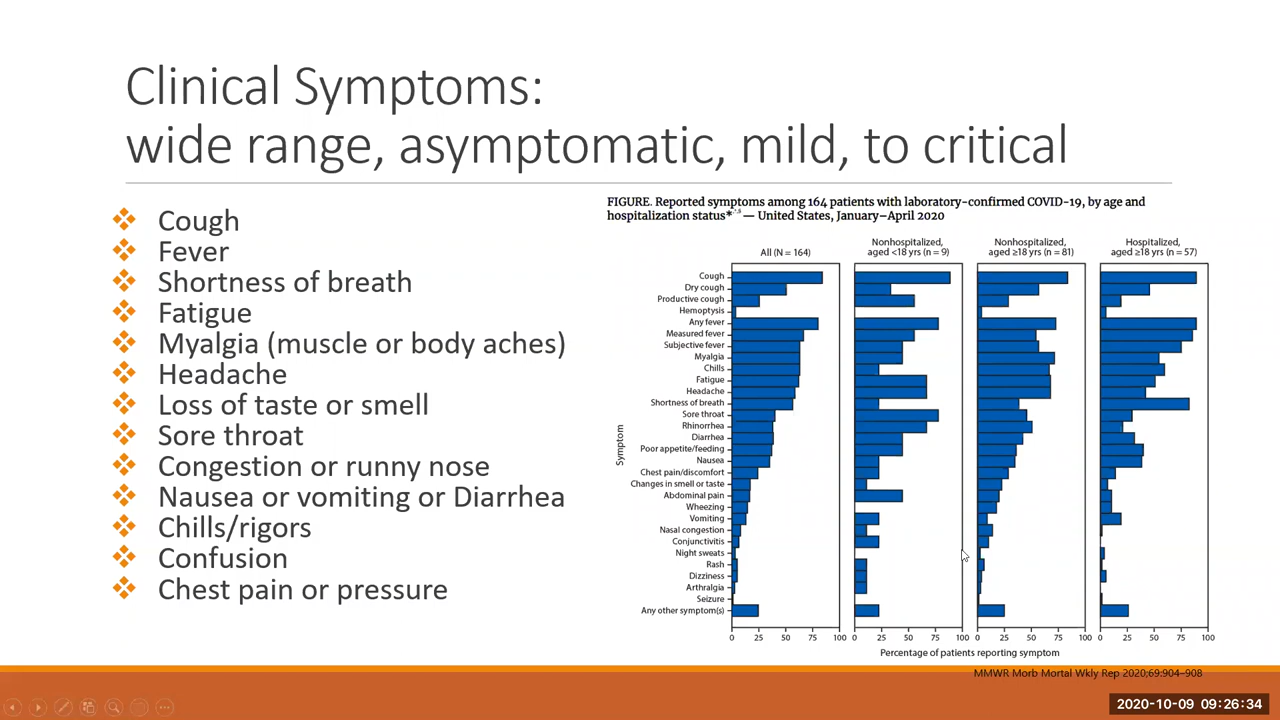 Clinical Symptoms:
wide range, asymptomatic, mild, to critical
Cough
Fever
Shortness of breath
Fatigue
Myalgia (muscle or body aches)
Headache
Loss of taste or smell
Sore throat
Congestion or runny nose
Nausea or vomiting or Diarrhea
Chills/rigors
Confusion
Chest pain or pressure
FIGURE. Reported symptoms among 164 patients with laboratory-confirmed COVID-19, by age and
hospitalization status* — United States, January–April 2020
All (N = 164)
Nonhospitalized,
aged <18 yrs (n = 9)
Nonhospitalized,
aged ≥18 yrs (n = 81)
Hospitalized,
aged ≥18 yrs (n = 57)
Symptom
Cough
Dry cough
Productive cough
Hemoptysis
Any fever
Measured fever
Subjective fever
Myalgia
Chills
Fatigue
Headache
Shortness of breath
Sore throat
Rhinorrhea
Diarrhea
Poor appetite/feeding
Nausea
Chest pain/discomfort
Changes in smell or taste
Abdominal pain
Wheezing
Vomiting
Nasal congestion
Conjunctivitis
Night sweats
Rash
Dizziness
Arthralgia
Seizure
Any other symptom(s)
0 25 50 75 100 0 25 50 75 100 0 25 50 75 100 0 25 50 75 100
Percentage of patients reporting symptom
MMWR Morb Mortal Wkly Rep 2020;69:904–908
2020-10-09 09:26:34